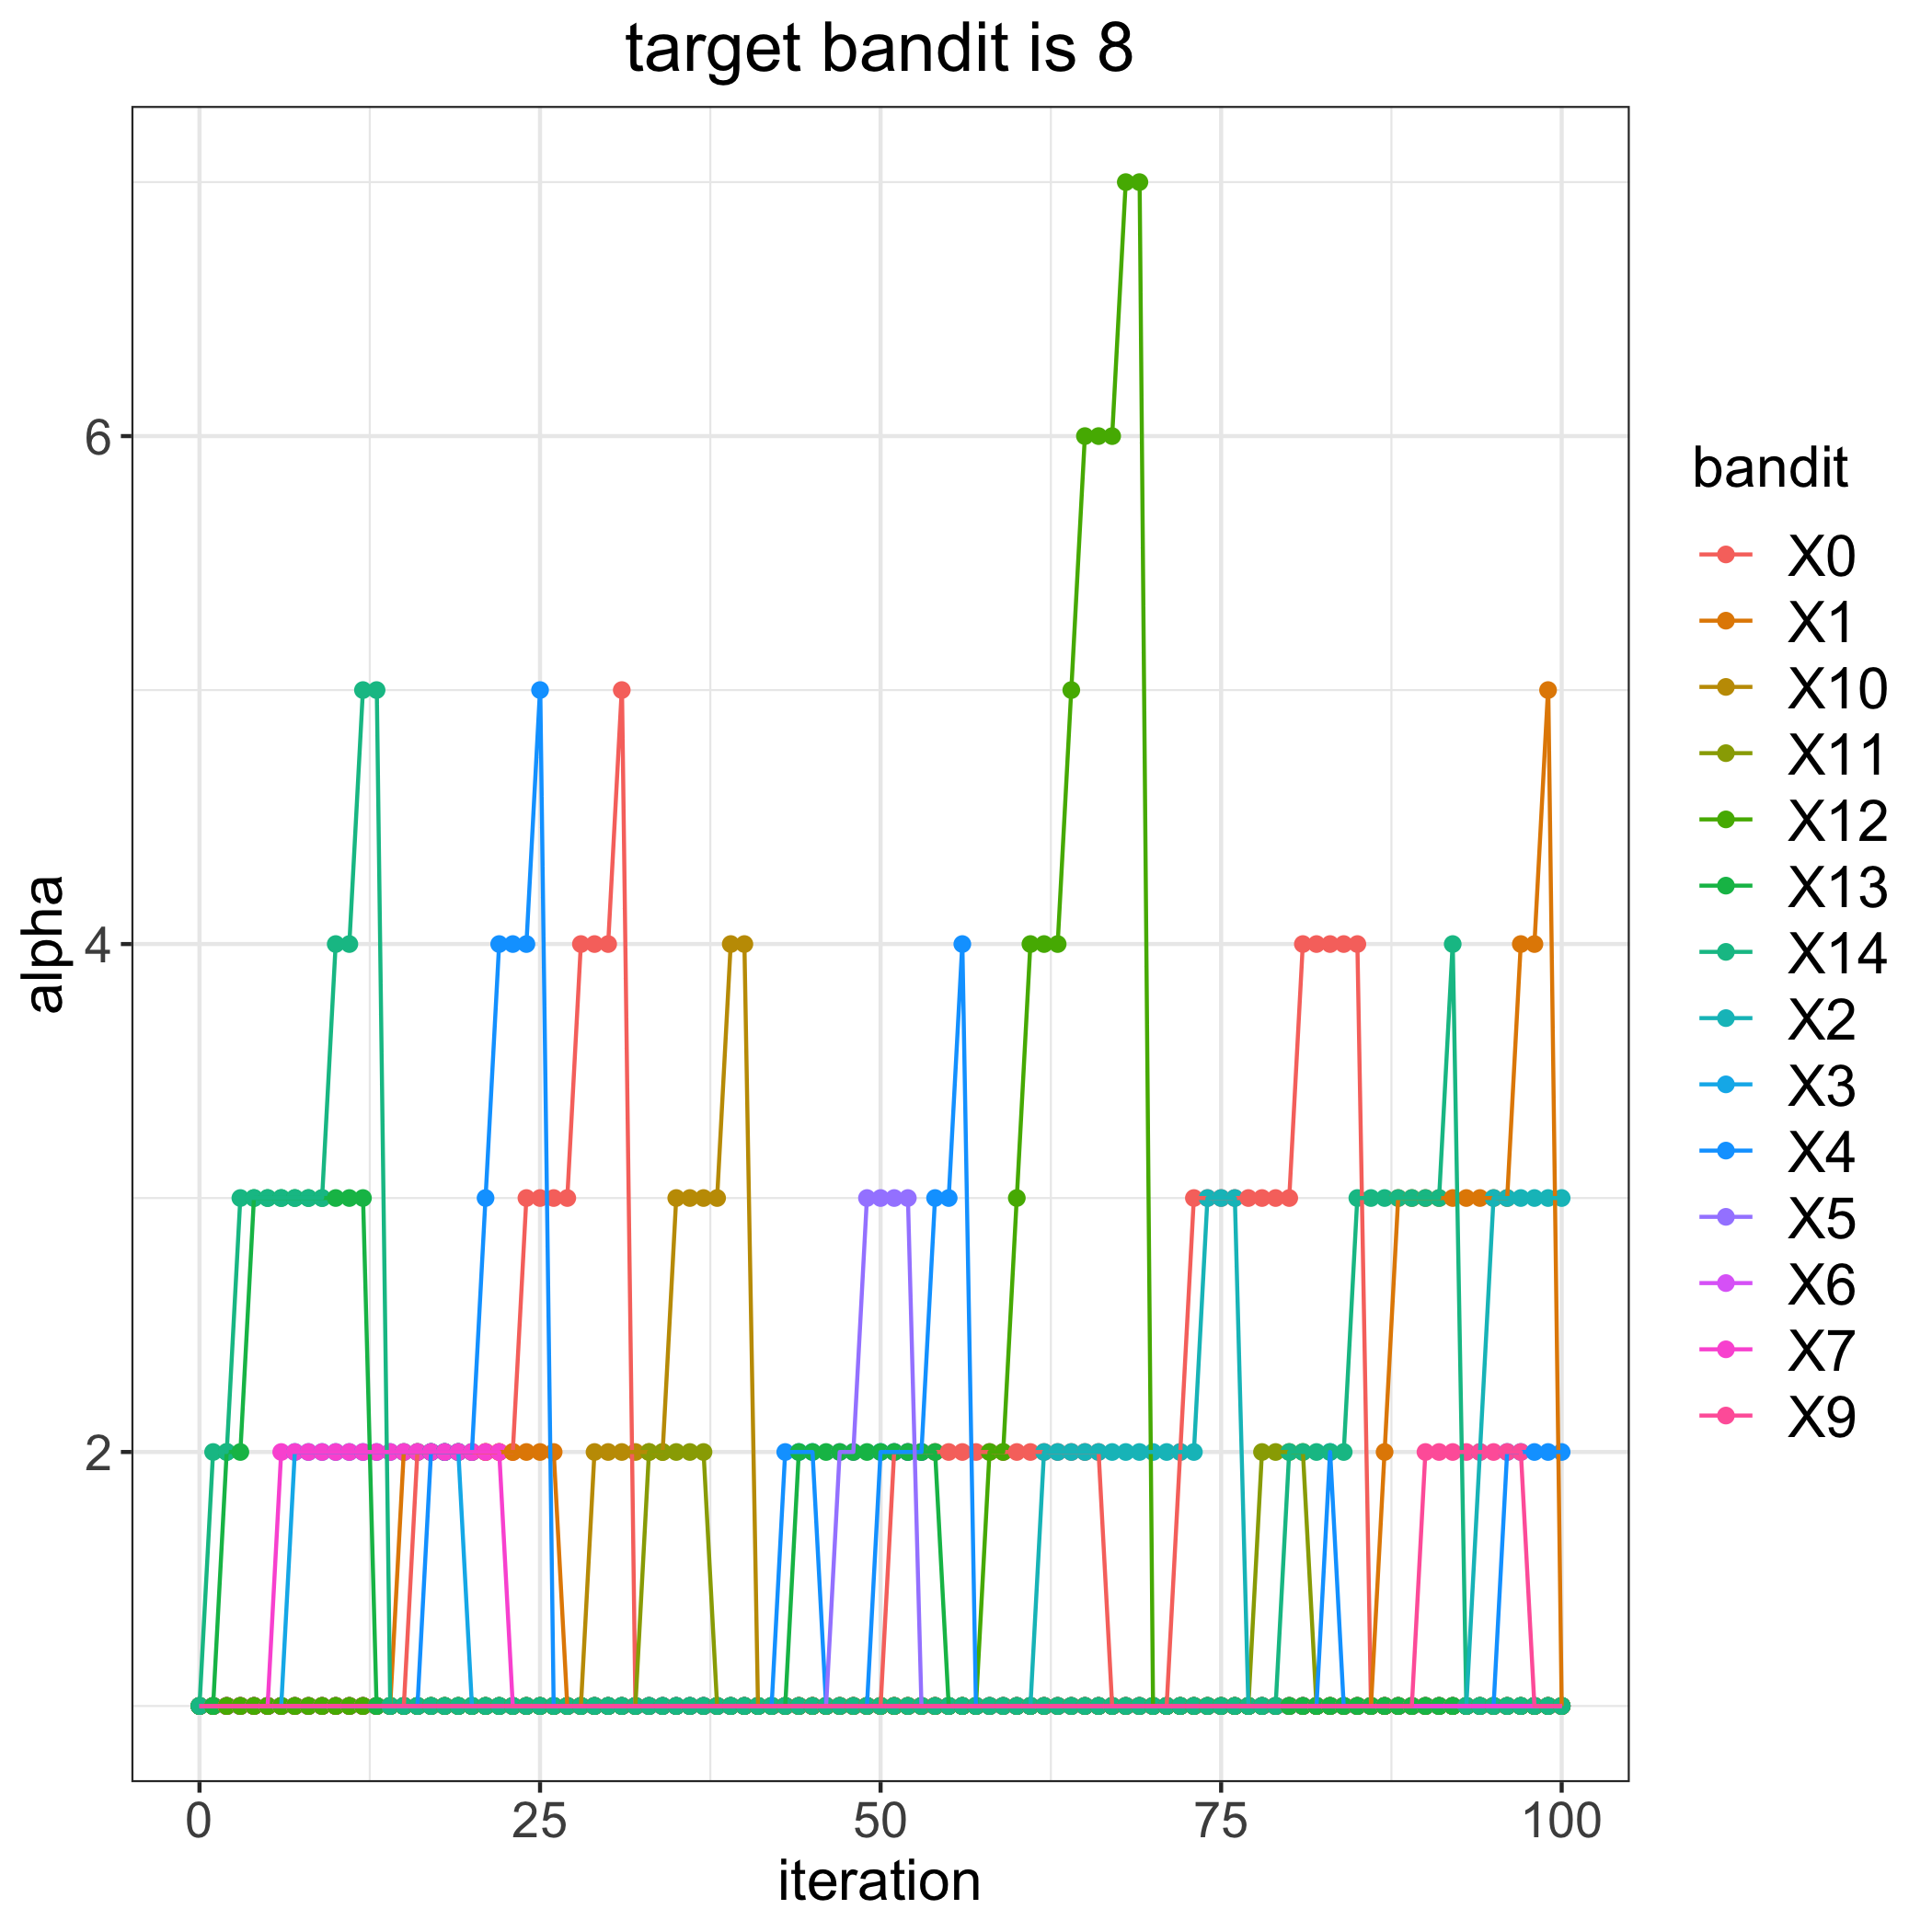 target bandit is 8
alpha
6
4
2
0 25 50 75 100
iteration
bandit
X0
X1
X10
X11
X12
X13
X14
X2
X3
X4
X5
X6
X7
X9